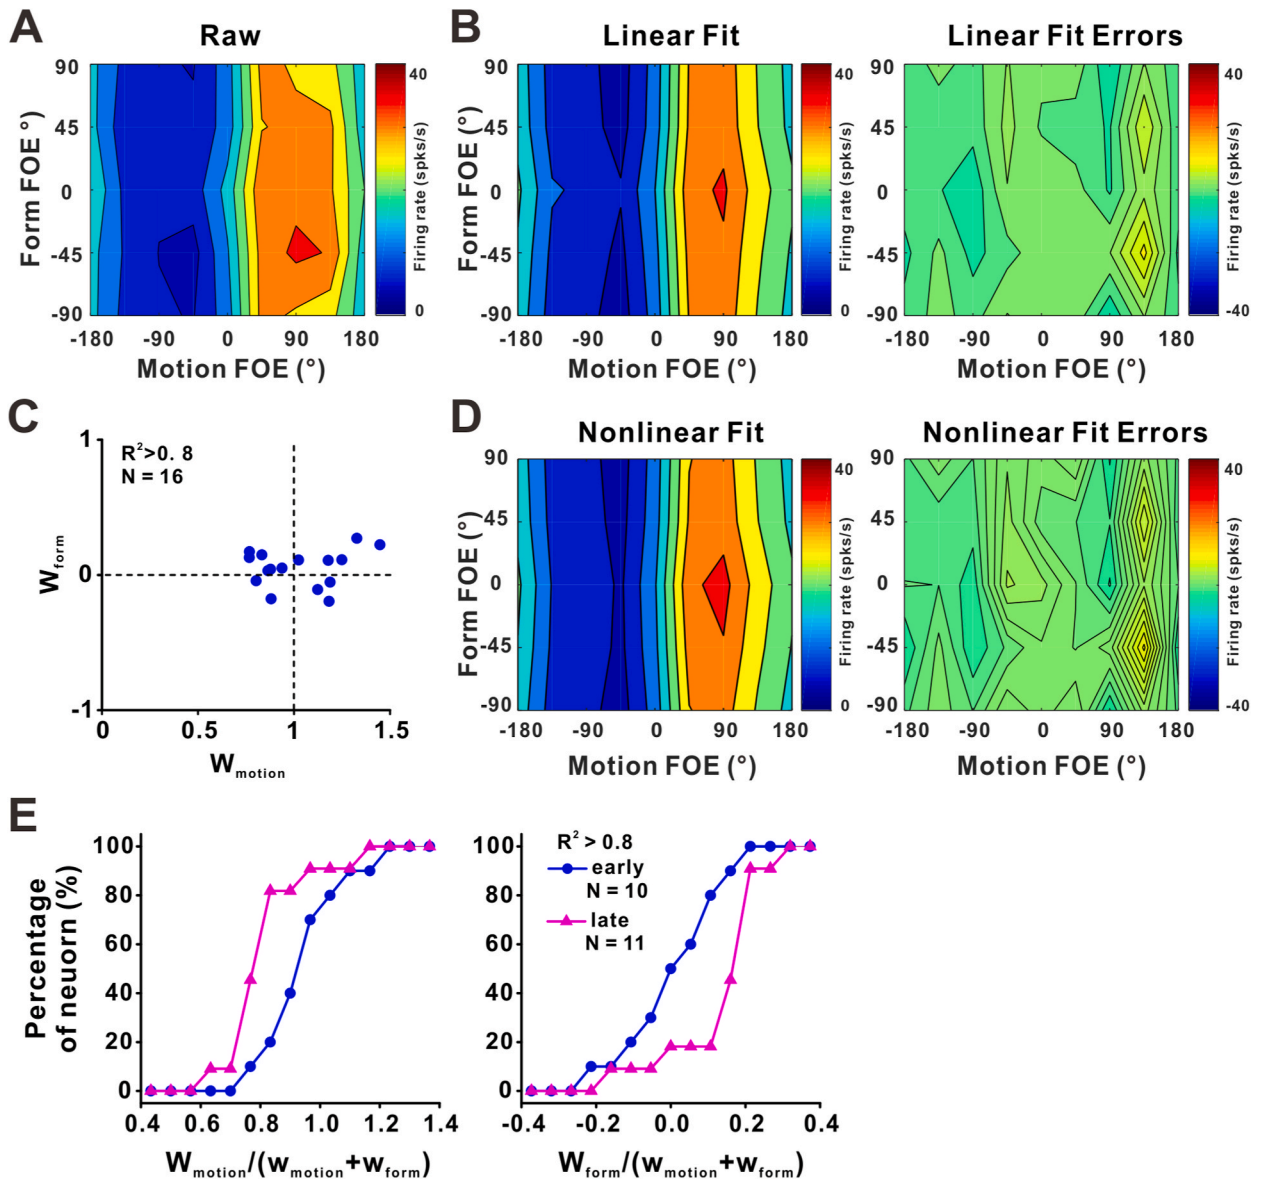 A
Raw
90
45
0
-45
-90
Form FOE °)
-180
-90
0
90
180
Motion FOE (°)
40
0
Firing rate (spks/s)
B
Linear Fit
90
45
0
-45
-90
Form FOE (°)
-180
-90
0
90
180
Motion FOE (°)
40
0
Firing rate (spks/s)
Linear Fit Errors
90
45
0
-45
-90
-180
-90
0
90
180
Motion FOE (°)
40
-40
Firing rate (spks/s)
C
R²>0. 8
N = 16
1
0
-1
W form
0
0.5
1
1.5
W motion
D
Nonlinear Fit
90
45
0
-45
-90
Form FOE (°)
-180
-90
0
90
180
Motion FOE (°)
40
0
Firing rate (spks/s)
Nonlinear Fit Errors
90
45
0
-45
-90
-180
-90
0
90
180
Motion FOE (°)
40
-40
Firing rate (spks/s)
E
Percentage
of neuorn (%)
100
80
60
40
20
0
0.4
0.6
0.8
1.0
1.2
1.4
W motion/(w motion+w form)
R² > 0.8
early
N = 10
late
N = 11
100
80
60
40
20
0
-0.4
-0.2
0.0
0.2
0.4
W form/(w motion+w form)